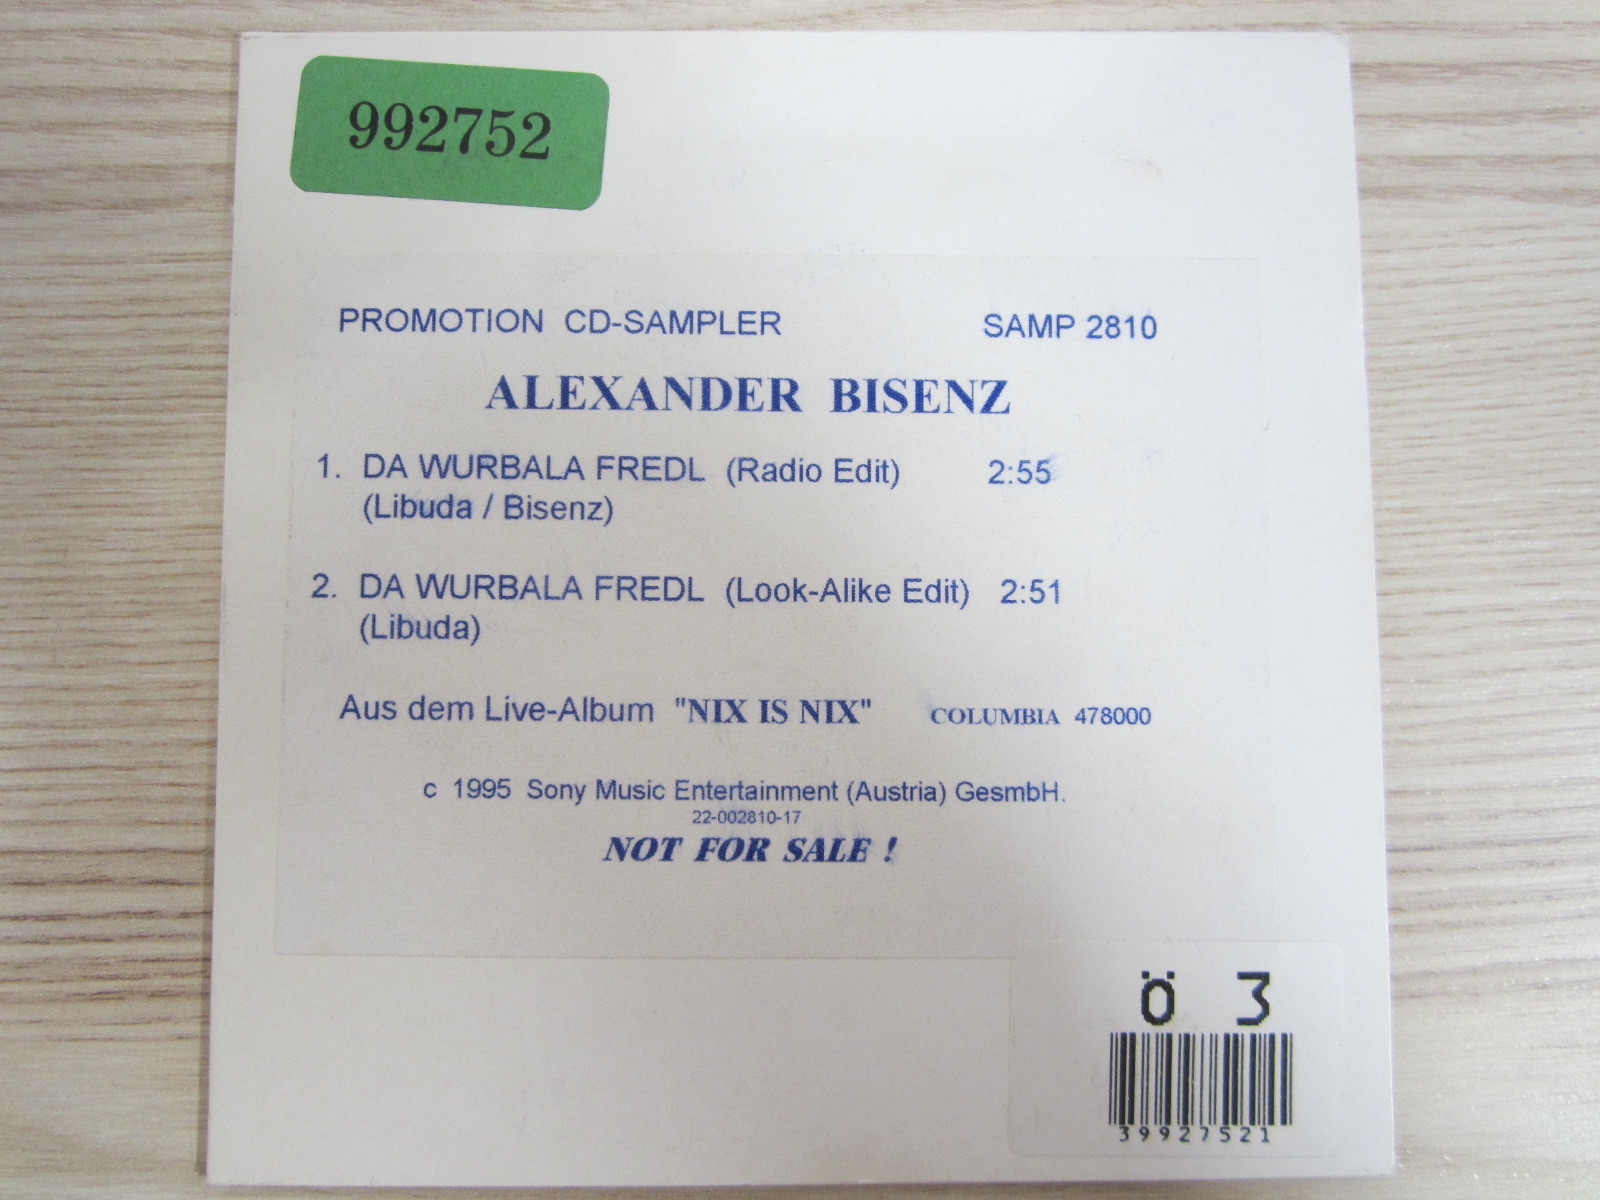 992752
PROMOTION CD-SAMPLER SAMP 2810
ALEXANDER BISENZ
1. DA WURBALA FREDL (Radio Edit) 2:55
(Libuda / Bisenz)
2. DA WURBALA FREDL (Look-Alike Edit) 2:51
(Libuda)
Aus dem Live-Album "NIX IS NIX" COLUMBIA 478000
c 1995 Sony Music Entertainment (Austria) GesmbH.
22-002810-17
NOT FOR SALE !
Ö 3
39927521